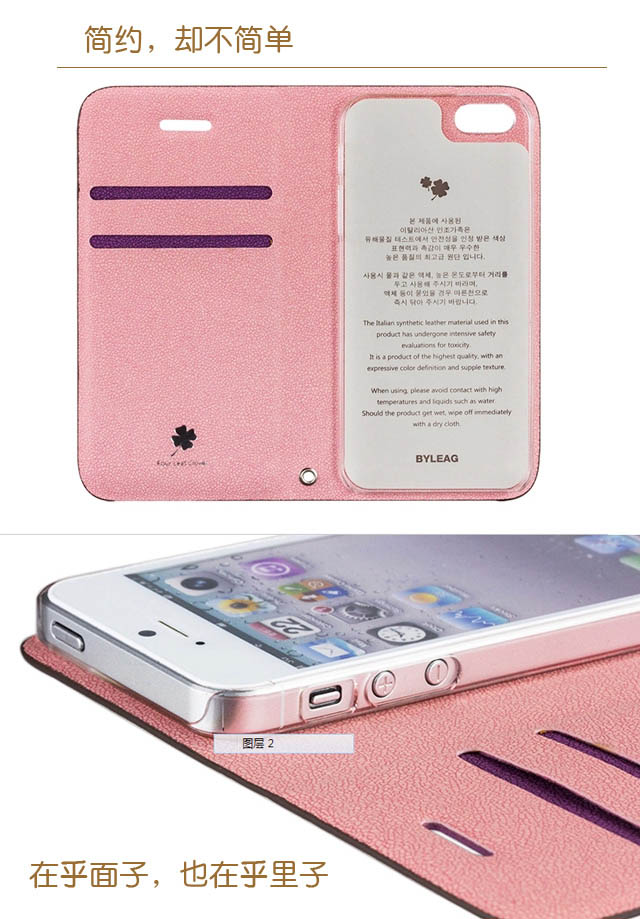 简约，却不简单
본 제품에 사용된
이탈리아산 인조가죽은
유해물질 테스트에서 안전성을 인정 받은 색상
표현력과 촉감이 매우 우수한
높은 품질의 최고급 원단 입니다.
사용시 물과 같은 액체, 높은 온도로부터 거리를
두고 사용해 주시기 바라며,
액체 등이 묻었을 경우 마른천으로
즉시 닦아 주시기 바랍니다.
The Italian synthetic leather material used in this
product has undergone intensive safety
evaluations for toxicity.
It is a product of the highest quality, with an
expressive color definition and supple texture.
When using, please avoid contact with high
temperatures and liquids such as water.
Should the product get wet, wipe off immediately
with a dry cloth.
BYLEAG
Four Leaf Clove
22
图层 2
在乎面子，也在乎里子